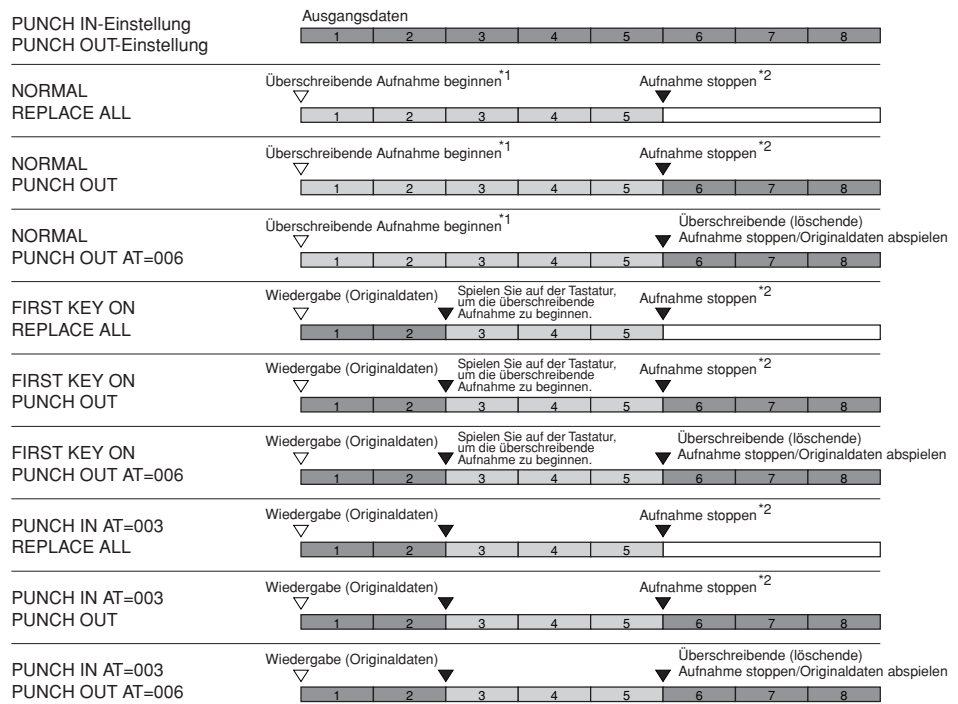 PUNCH IN-Einstellung
PUNCH OUT-Einstellung
Ausgangsdaten
1 2 3 4 5 6 7 8
NORMAL
REPLACE ALL
Überschreibende Aufnahme beginnen*1
Aufnahme stoppen*2
1 2 3 4 5
NORMAL
PUNCH OUT
Überschreibende Aufnahme beginnen*1
Aufnahme stoppen*2
1 2 3 4 5 6 7 8
NORMAL
PUNCH OUT AT=006
Überschreibende Aufnahme beginnen*1
Überschreibende (löschende)
Aufnahme stoppen/Originaldaten abspielen
1 2 3 4 5 6 7 8
FIRST KEY ON
REPLACE ALL
Wiedergabe (Originaldaten)
Spielen Sie auf der Tastatur,
um die überschreibende
Aufnahme zu beginnen.
Aufnahme stoppen*2
1 2 3 4 5
FIRST KEY ON
PUNCH OUT
Wiedergabe (Originaldaten)
Spielen Sie auf der Tastatur,
um die überschreibende
Aufnahme zu beginnen.
Aufnahme stoppen*2
1 2 3 4 5 6 7 8
FIRST KEY ON
PUNCH OUT AT=006
Wiedergabe (Originaldaten)
Spielen Sie auf der Tastatur,
um die überschreibende
Aufnahme zu beginnen.
Überschreibende (löschende)
Aufnahme stoppen/Originaldaten abspielen
1 2 3 4 5 6 7 8
PUNCH IN AT=003
REPLACE ALL
Wiedergabe (Originaldaten)
Aufnahme stoppen*2
1 2 3 4 5
PUNCH IN AT=003
PUNCH OUT
Wiedergabe (Originaldaten)
Aufnahme stoppen*2
1 2 3 4 5 6 7 8
PUNCH IN AT=003
PUNCH OUT AT=006
Wiedergabe (Originaldaten)
Überschreibende (löschende)
Aufnahme stoppen/Originaldaten abspielen
1 2 3 4 5 6 7 8